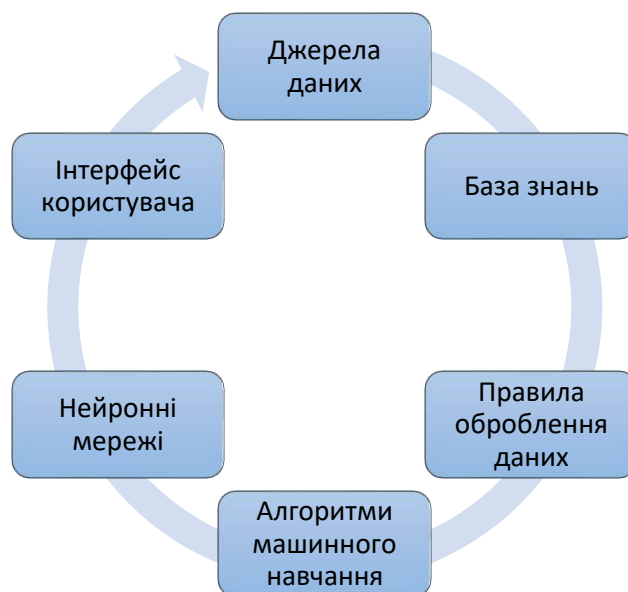 Джерела
даних
База знань
Правила
оброблення
даних
Алгоритми
машинного
навчання
Нейронні
мережі
Інтерфейс
користувача